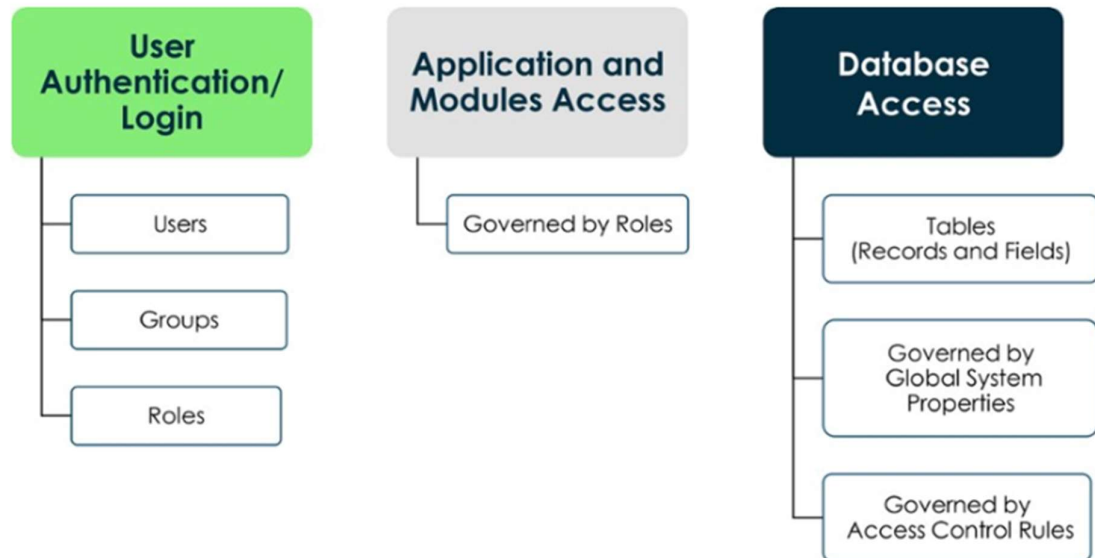 User
Authentication/
Login
Users
Groups
Roles
Application and
Modules Access
Governed by Roles
Database
Access
Tables
(Records and Fields)
Governed by
Global System
Properties
Governed by
Access Control Rules